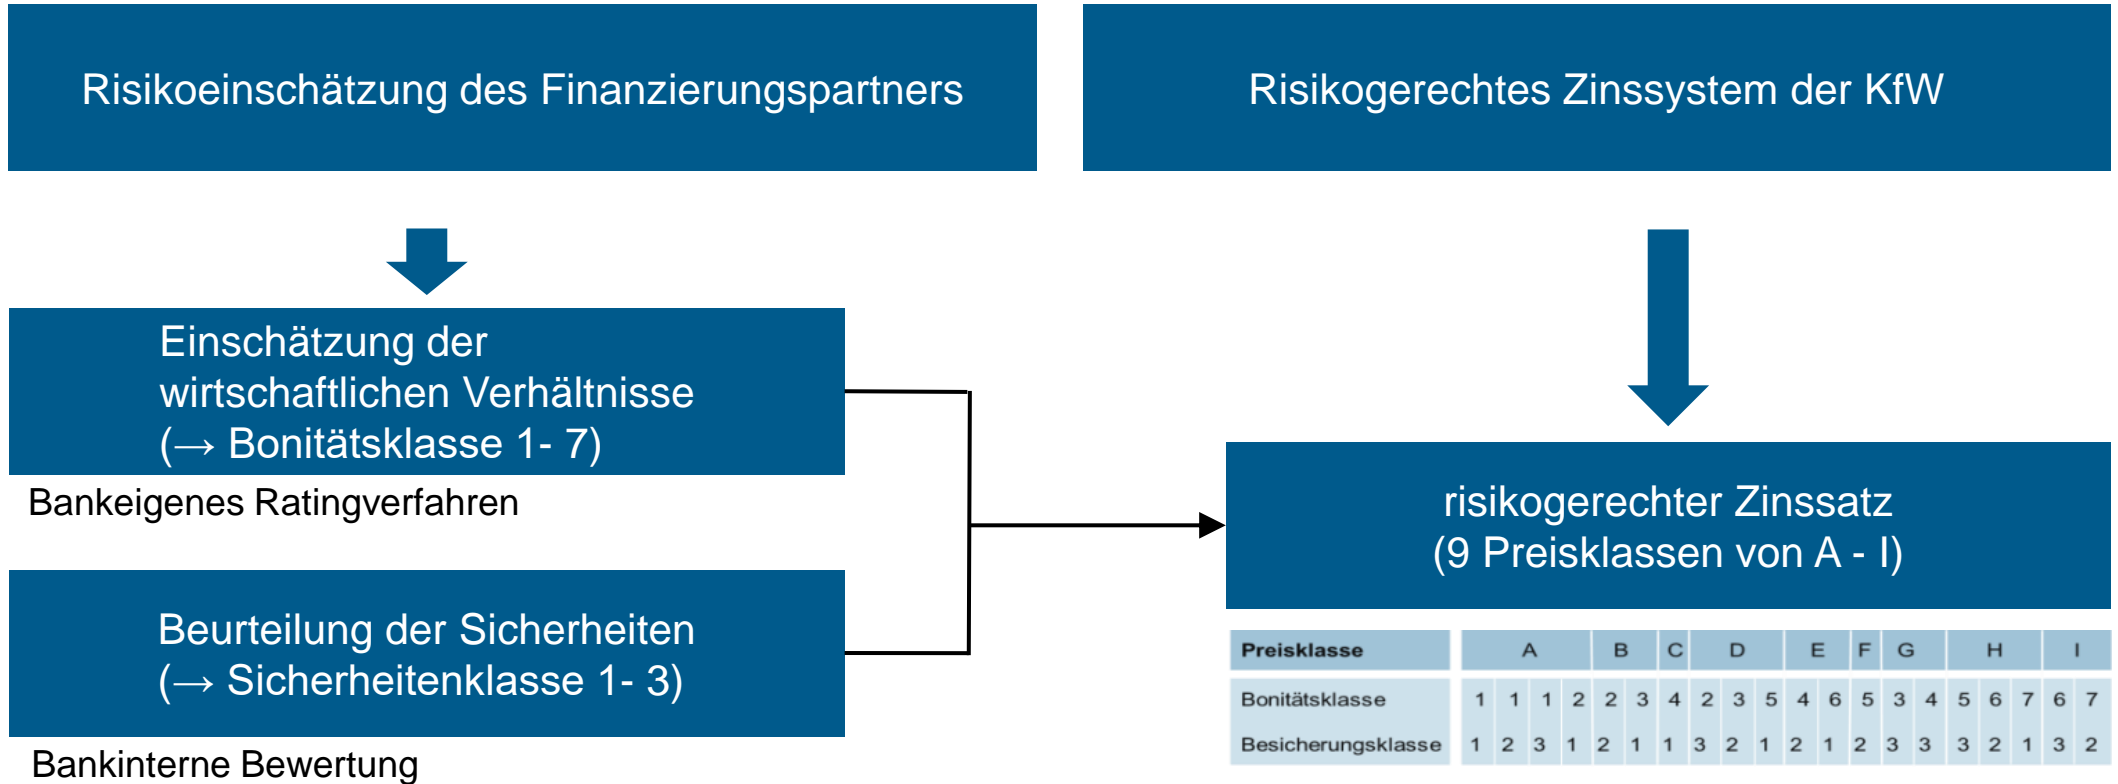 Risikoeinschätzung des Finanzierungspartners
Risikogerechtes Zinssystem der KfW
Einschätzung der
wirtschaftlichen Verhältnisse
(→ Bonitätsklasse 1- 7)
Bankeigenes Ratingverfahren
Beurteilung der Sicherheiten
(→ Sicherheitenklasse 1- 3)
Bankinterne Bewertung
risikogerechter Zinssatz
(9 Preisklassen von A - I)
Preisklasse A B C D E F G H I
Bonitätsklasse 1 1 1 2 2 3 4 2 3 5 4 6 5 3 4 5 6 7 6 7
Besicherungsklasse 1 2 3 1 2 1 1 3 2 1 2 1 2 3 3 3 2 1 3 2